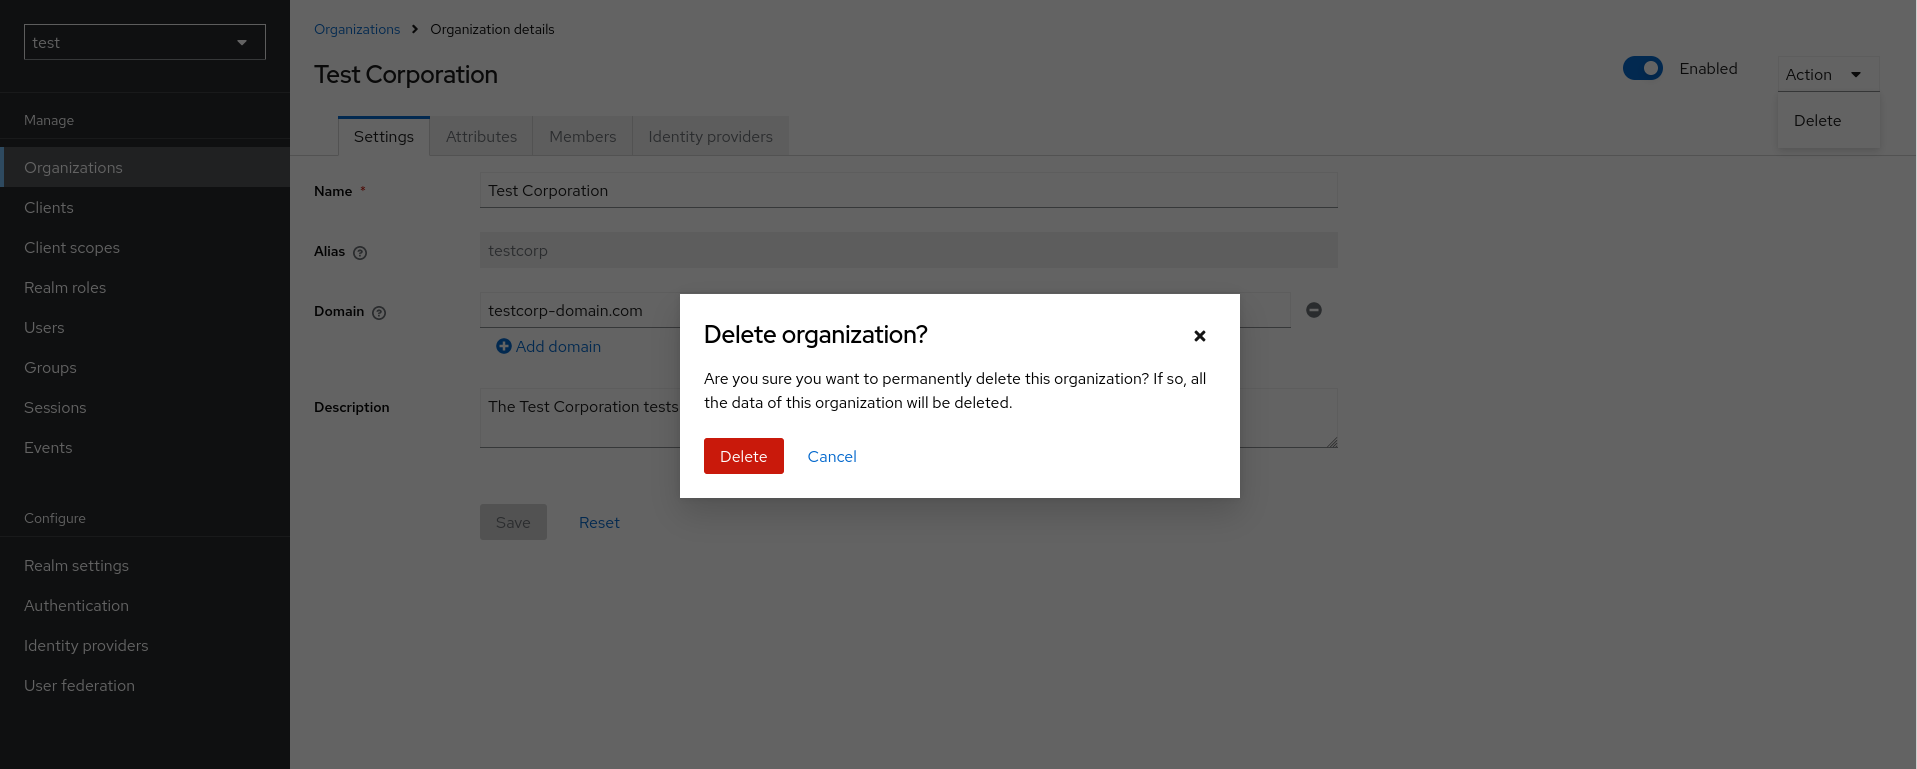 test
Manage
Organizations
Clients
Client scopes
Realm roles
Users
Groups
Sessions
Events
Configure
Realm settings
Authentication
Identity providers
User federation
Organizations > Organization details
Test Corporation
Enabled
Action
Delete
Settings
Attributes
Members
Identity providers
Name *
Test Corporation
Alias ?
testcorp
Domain ?
testcorp-domain.com
Add domain
Description
The Test Corporation tests
Save
Reset
Delete organization?
Are you sure you want to permanently delete this organization? If so, all
the data of this organization will be deleted.
Delete
Cancel